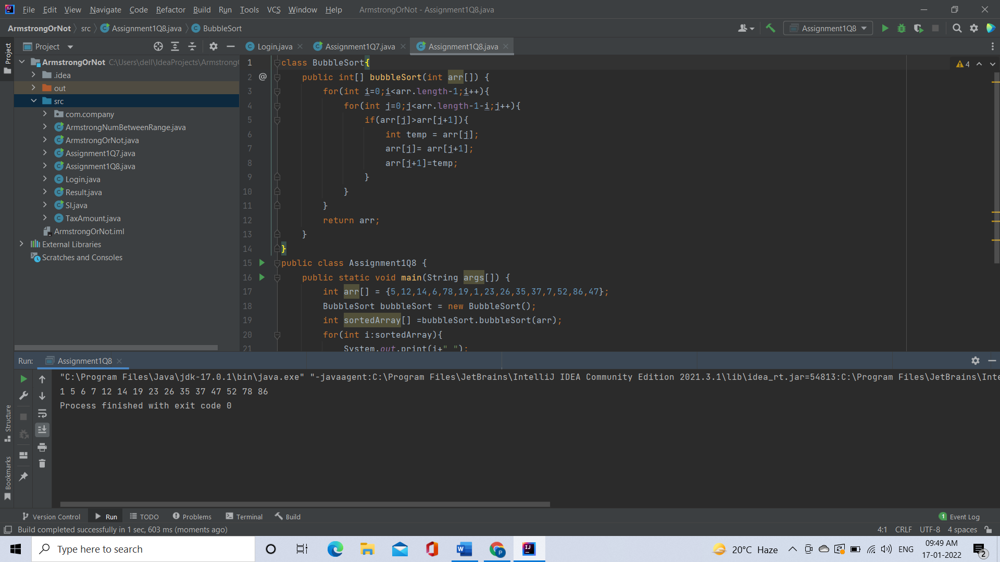 File Edit View Navigate Code Refactor Build Run Tools VCS Window Help ArmstrongOrNot - Assignment1Q8.java
ArmstrongOrNot src Assignment1Q8.java BubbleSort Assignment1Q8
Project Login.java Assignment1Q7.java Assignment1Q8.java
Project
ArmstrongOrNot C:\Users\dell\IdeaProjects\Armstrong
.idea
out
src
com.company
ArmstrongNumBetweenRange.java
ArmstrongOrNot.java
Assignment1Q7.java
Assignment1Q8.java
Login.java
Result.java
SI.java
TaxAmount.java
ArmstrongOrNot.iml
External Libraries
Scratches and Consoles
4
1 class BubbleSort{
2 @ public int[] bubbleSort(int arr[]) {
3 for(int i=0;i<arr.length-1;i++){
4 for(int j=0;j<arr.length-1-i;j++){
5 if(arr[j]>arr[j+1]){
6 int temp = arr[j];
7 arr[j]= arr[j+1];
8 arr[j+1]=temp;
9 }
10 }
11 }
12 return arr;
13 }
14 }
15 public class Assignment1Q8 {
16 public static void main(String args[]) {
17 int arr[] = {5,12,14,6,78,19,1,23,26,35,37,7,52,86,47};
18 BubbleSort bubbleSort = new BubbleSort();
19 int sortedArray[] =bubbleSort.bubbleSort(arr);
20 for(int i:sortedArray){
21 System.out.print(i+" ");
Run: Assignment1Q8
"C:\Program Files\Java\jdk-17.0.1\bin\java.exe" "-javaagent:C:\Program Files\JetBrains\IntelliJ IDEA Community Edition 2021.3.1\lib\idea_rt.jar=54813:C:\Program Files\JetBrains\Inte
1 5 6 7 12 14 19 23 26 35 37 47 52 78 86
Process finished with exit code 0
Structure
Bookmarks
Version Control Run TODO Problems Terminal Build 1 Event Log
Build completed successfully in 1 sec, 603 ms (moments ago) 4:1 CRLF UTF-8 4 spaces
Type here to search 20°C Haze ENG 09:49 AM
17-01-2022
2